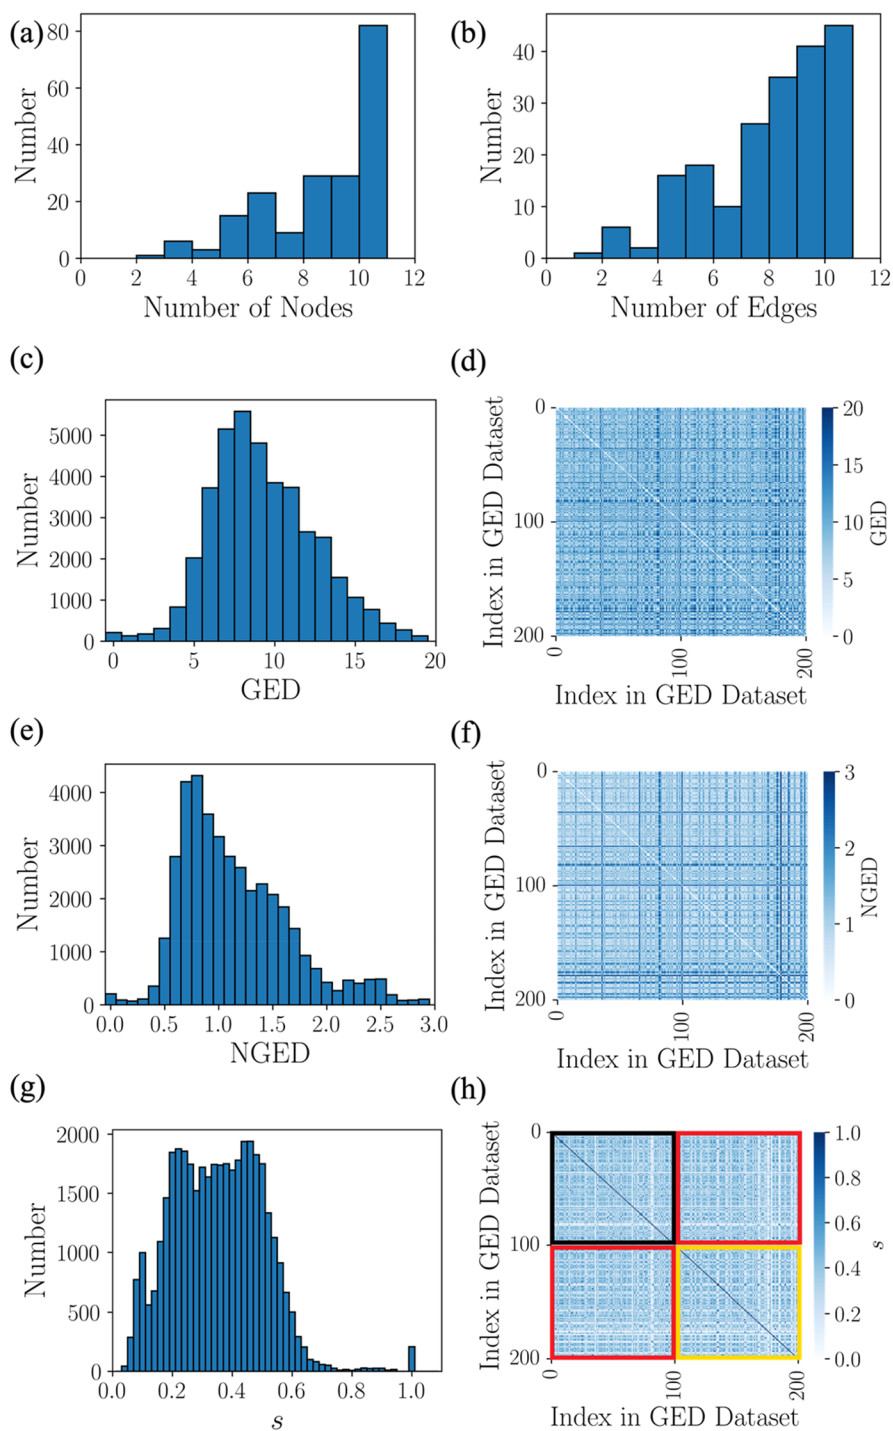 (a)
80
60
40
20
0
Number
0 2 4 6 8 10 12
Number of Nodes
(b)
40
30
20
10
0
Number
0 2 4 6 8 10 12
Number of Edges
(c)
5000
4000
3000
2000
1000
0
Number
0 5 10 15 20
GED
(d)
0
100
200
Index in GED Dataset
0 100 200
Index in GED Dataset
20
15
10
5
0
GED
(e)
4000
3000
2000
1000
0
Number
0.0 0.5 1.0 1.5 2.0 2.5 3.0
NGED
(f)
0
100
200
Index in GED Dataset
0 100 200
Index in GED Dataset
3
2
1
0
NGED
(g)
2000
1500
1000
500
0
Number
0.0 0.2 0.4 0.6 0.8 1.0
s
(h)
0
100
200
Index in GED Dataset
0 100 200
Index in GED Dataset
1.0
0.8
0.6
0.4
0.2
0.0
s